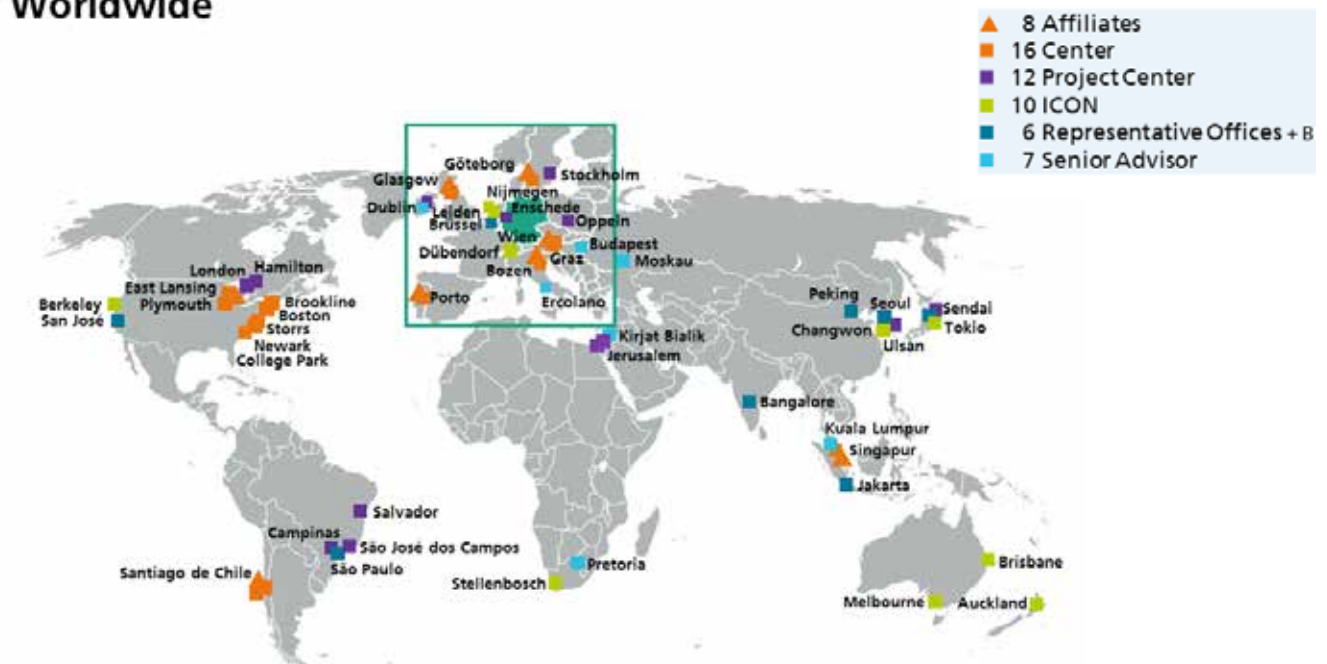 Worldwide
8 Affiliates
16 Center
12 Project Center
10 ICON
6 Representative Offices + B
7 Senior Advisor
Göteborg
Stockholm
Glasgow
Nijmegen
Dublin
Leiden
Enschede
Brüssel
Oppeln
Wien
Budapest
Dübendorf
Graz
Moskau
Bozen
Porto
Ercolano
London
Hamilton
East Lansing
Plymouth
Brookline
Boston
Berkeley
San José
Storrs
Newark
College Park
Kirjat Bialik
Jerusalem
Peking
Seoul
Sendai
Tokio
Changwon
Ulsan
Bangalore
Kuala Lumpur
Singapur
Jakarta
Salvador
Campinas
São José dos Campos
São Paulo
Santiago de Chile
Pretoria
Stellenbosch
Brisbane
Melbourne
Auckland